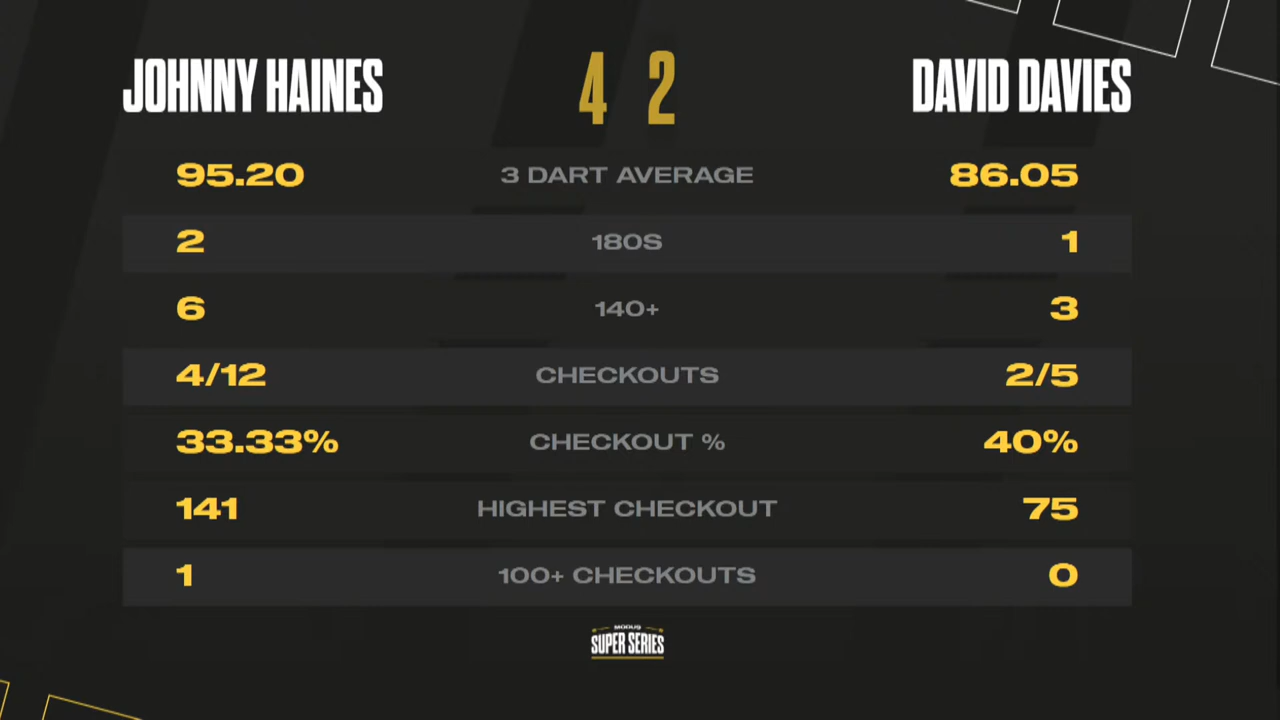 JOHNNY HAINES 4 2 DAVID DAVIES
95.20 3 DART AVERAGE 86.05
2 180S 1
6 140+ 3
4/12 CHECKOUTS 2/5
33.33% CHECKOUT % 40%
141 HIGHEST CHECKOUT 75
1 100+ CHECKOUTS 0
MODUS
SUPER SERIES